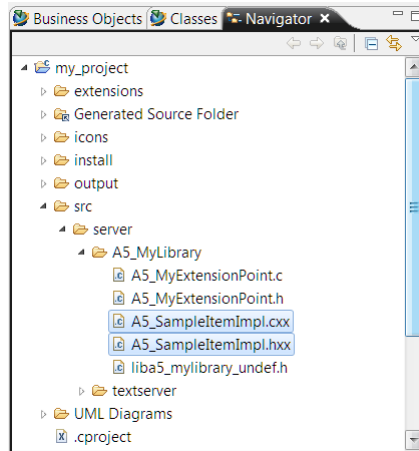 Business Objects Classes Navigator
my_project
extensions
Generated Source Folder
icons
install
output
src
server
A5_MyLibrary
A5_MyExtensionPoint.c
A5_MyExtensionPoint.h
A5_SampleItemImpl.cxx
A5_SampleItemImpl.hxx
liba5_mylibrary_undef.h
textserver
UML Diagrams
.cproject